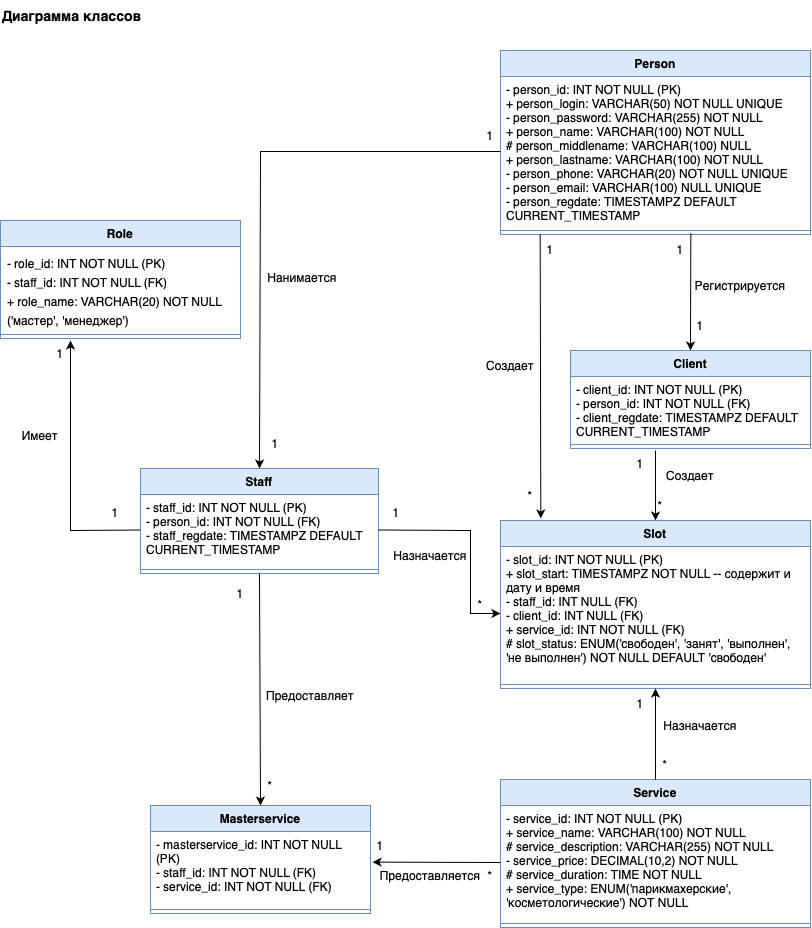 Диаграмма классов
Person
- person_id: INT NOT NULL (PK)
+ person_login: VARCHAR(50) NOT NULL UNIQUE
- person_password: VARCHAR(255) NOT NULL
+ person_name: VARCHAR(100) NOT NULL
# person_middlename: VARCHAR(100) NULL
+ person_lastname: VARCHAR(100) NOT NULL
- person_phone: VARCHAR(20) NOT NULL UNIQUE
- person_email: VARCHAR(100) NULL UNIQUE
- person_regdate: TIMESTAMPZ DEFAULT
CURRENT_TIMESTAMP
1
Нанимается
1
1
Создает
*
1
Регистрируется
1
Role
- role_id: INT NOT NULL (PK)
- staff_id: INT NOT NULL (FK)
+ role_name: VARCHAR(20) NOT NULL
('мастер', 'менеджер')
1
Имеет
1
Client
- client_id: INT NOT NULL (PK)
- person_id: INT NOT NULL (FK)
- client_regdate: TIMESTAMPZ DEFAULT
CURRENT_TIMESTAMP
1
Создает
*
Staff
- staff_id: INT NOT NULL (PK)
- person_id: INT NOT NULL (FK)
- staff_regdate: TIMESTAMPZ DEFAULT
CURRENT_TIMESTAMP
1
Назначается
*
1
Предоставляет
*
Slot
- slot_id: INT NOT NULL (PK)
+ slot_start: TIMESTAMPZ NOT NULL -- содержит и
дату и время
- staff_id: INT NULL (FK)
- client_id: INT NULL (FK)
+ service_id: INT NOT NULL (FK)
# slot_status: ENUM('свободен', 'занят', 'выполнен',
'не выполнен') NOT NULL DEFAULT 'свободен'
1
Назначается
*
Masterservice
- masterservice_id: INT NOT NULL
(PK)
- staff_id: INT NOT NULL (FK)
- service_id: INT NOT NULL (FK)
1
Предоставляется
*
Service
- service_id: INT NOT NULL (PK)
+ service_name: VARCHAR(100) NOT NULL
# service_description: VARCHAR(255) NOT NULL
- service_price: DECIMAL(10,2) NOT NULL
# service_duration: TIME NOT NULL
+ service_type: ENUM('парикмахерские',
'косметологические') NOT NULL